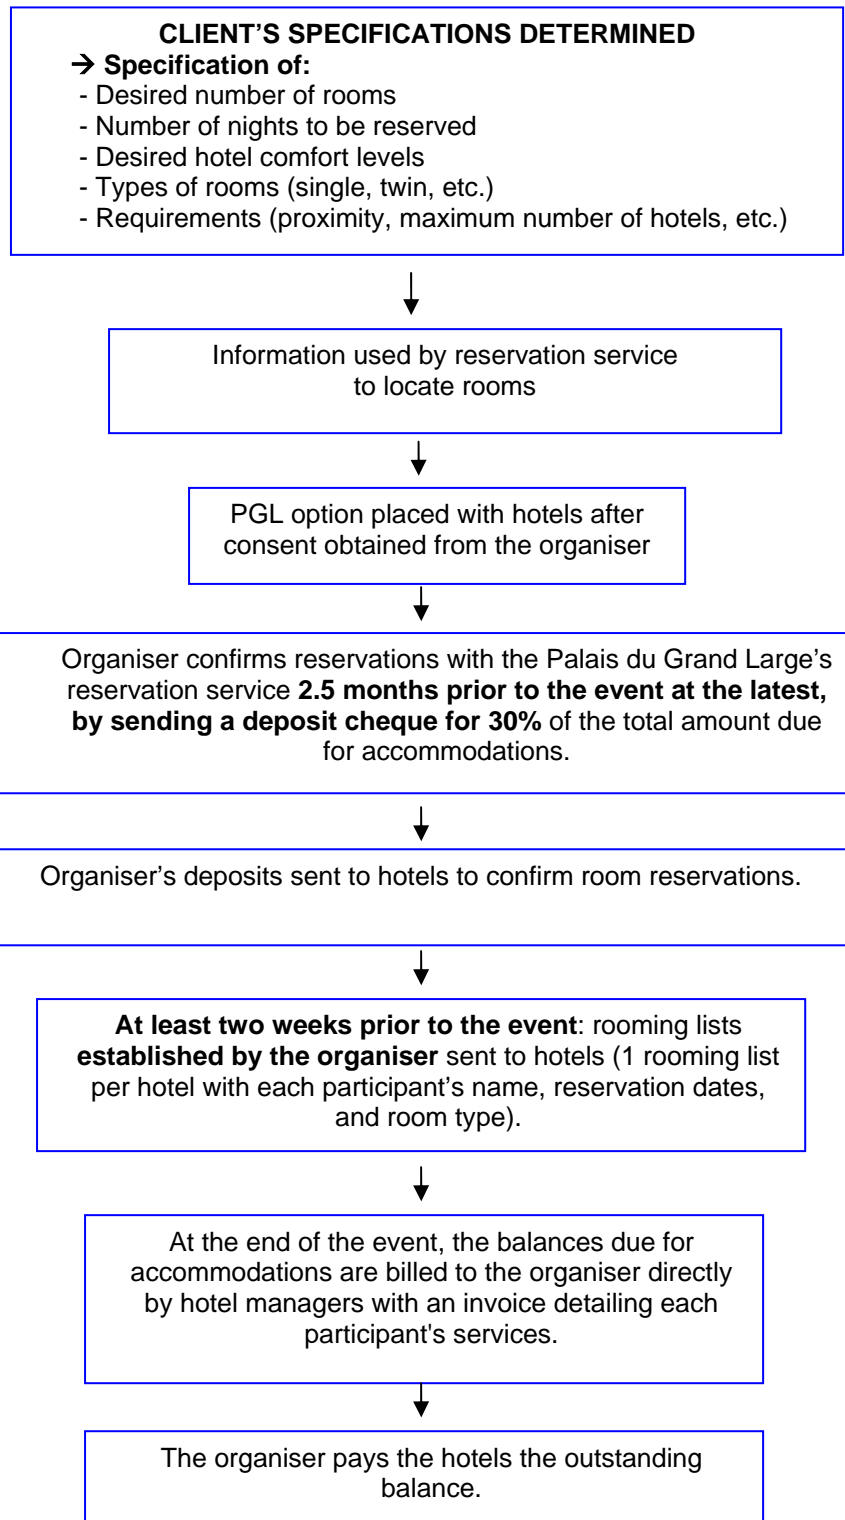 CLIENT'S SPECIFICATIONS DETERMINED
→ Specification of:
- Desired number of rooms
- Number of nights to be reserved
- Desired hotel comfort levels
- Types of rooms (single, twin, etc.)
- Requirements (proximity, maximum number of hotels, etc.)
Information used by reservation service
to locate rooms
PGL option placed with hotels after
consent obtained from the organiser
Organiser confirms reservations with the Palais du Grand Large's
reservation service 2.5 months prior to the event at the latest,
by sending a deposit cheque for 30% of the total amount due
for accommodations.
Organiser's deposits sent to hotels to confirm room reservations.
At least two weeks prior to the event: rooming lists
established by the organiser sent to hotels (1 rooming list
per hotel with each participant's name, reservation dates,
and room type).
At the end of the event, the balances due for
accommodations are billed to the organiser directly
by hotel managers with an invoice detailing each
participant's services.
The organiser pays the hotels the outstanding
balance.